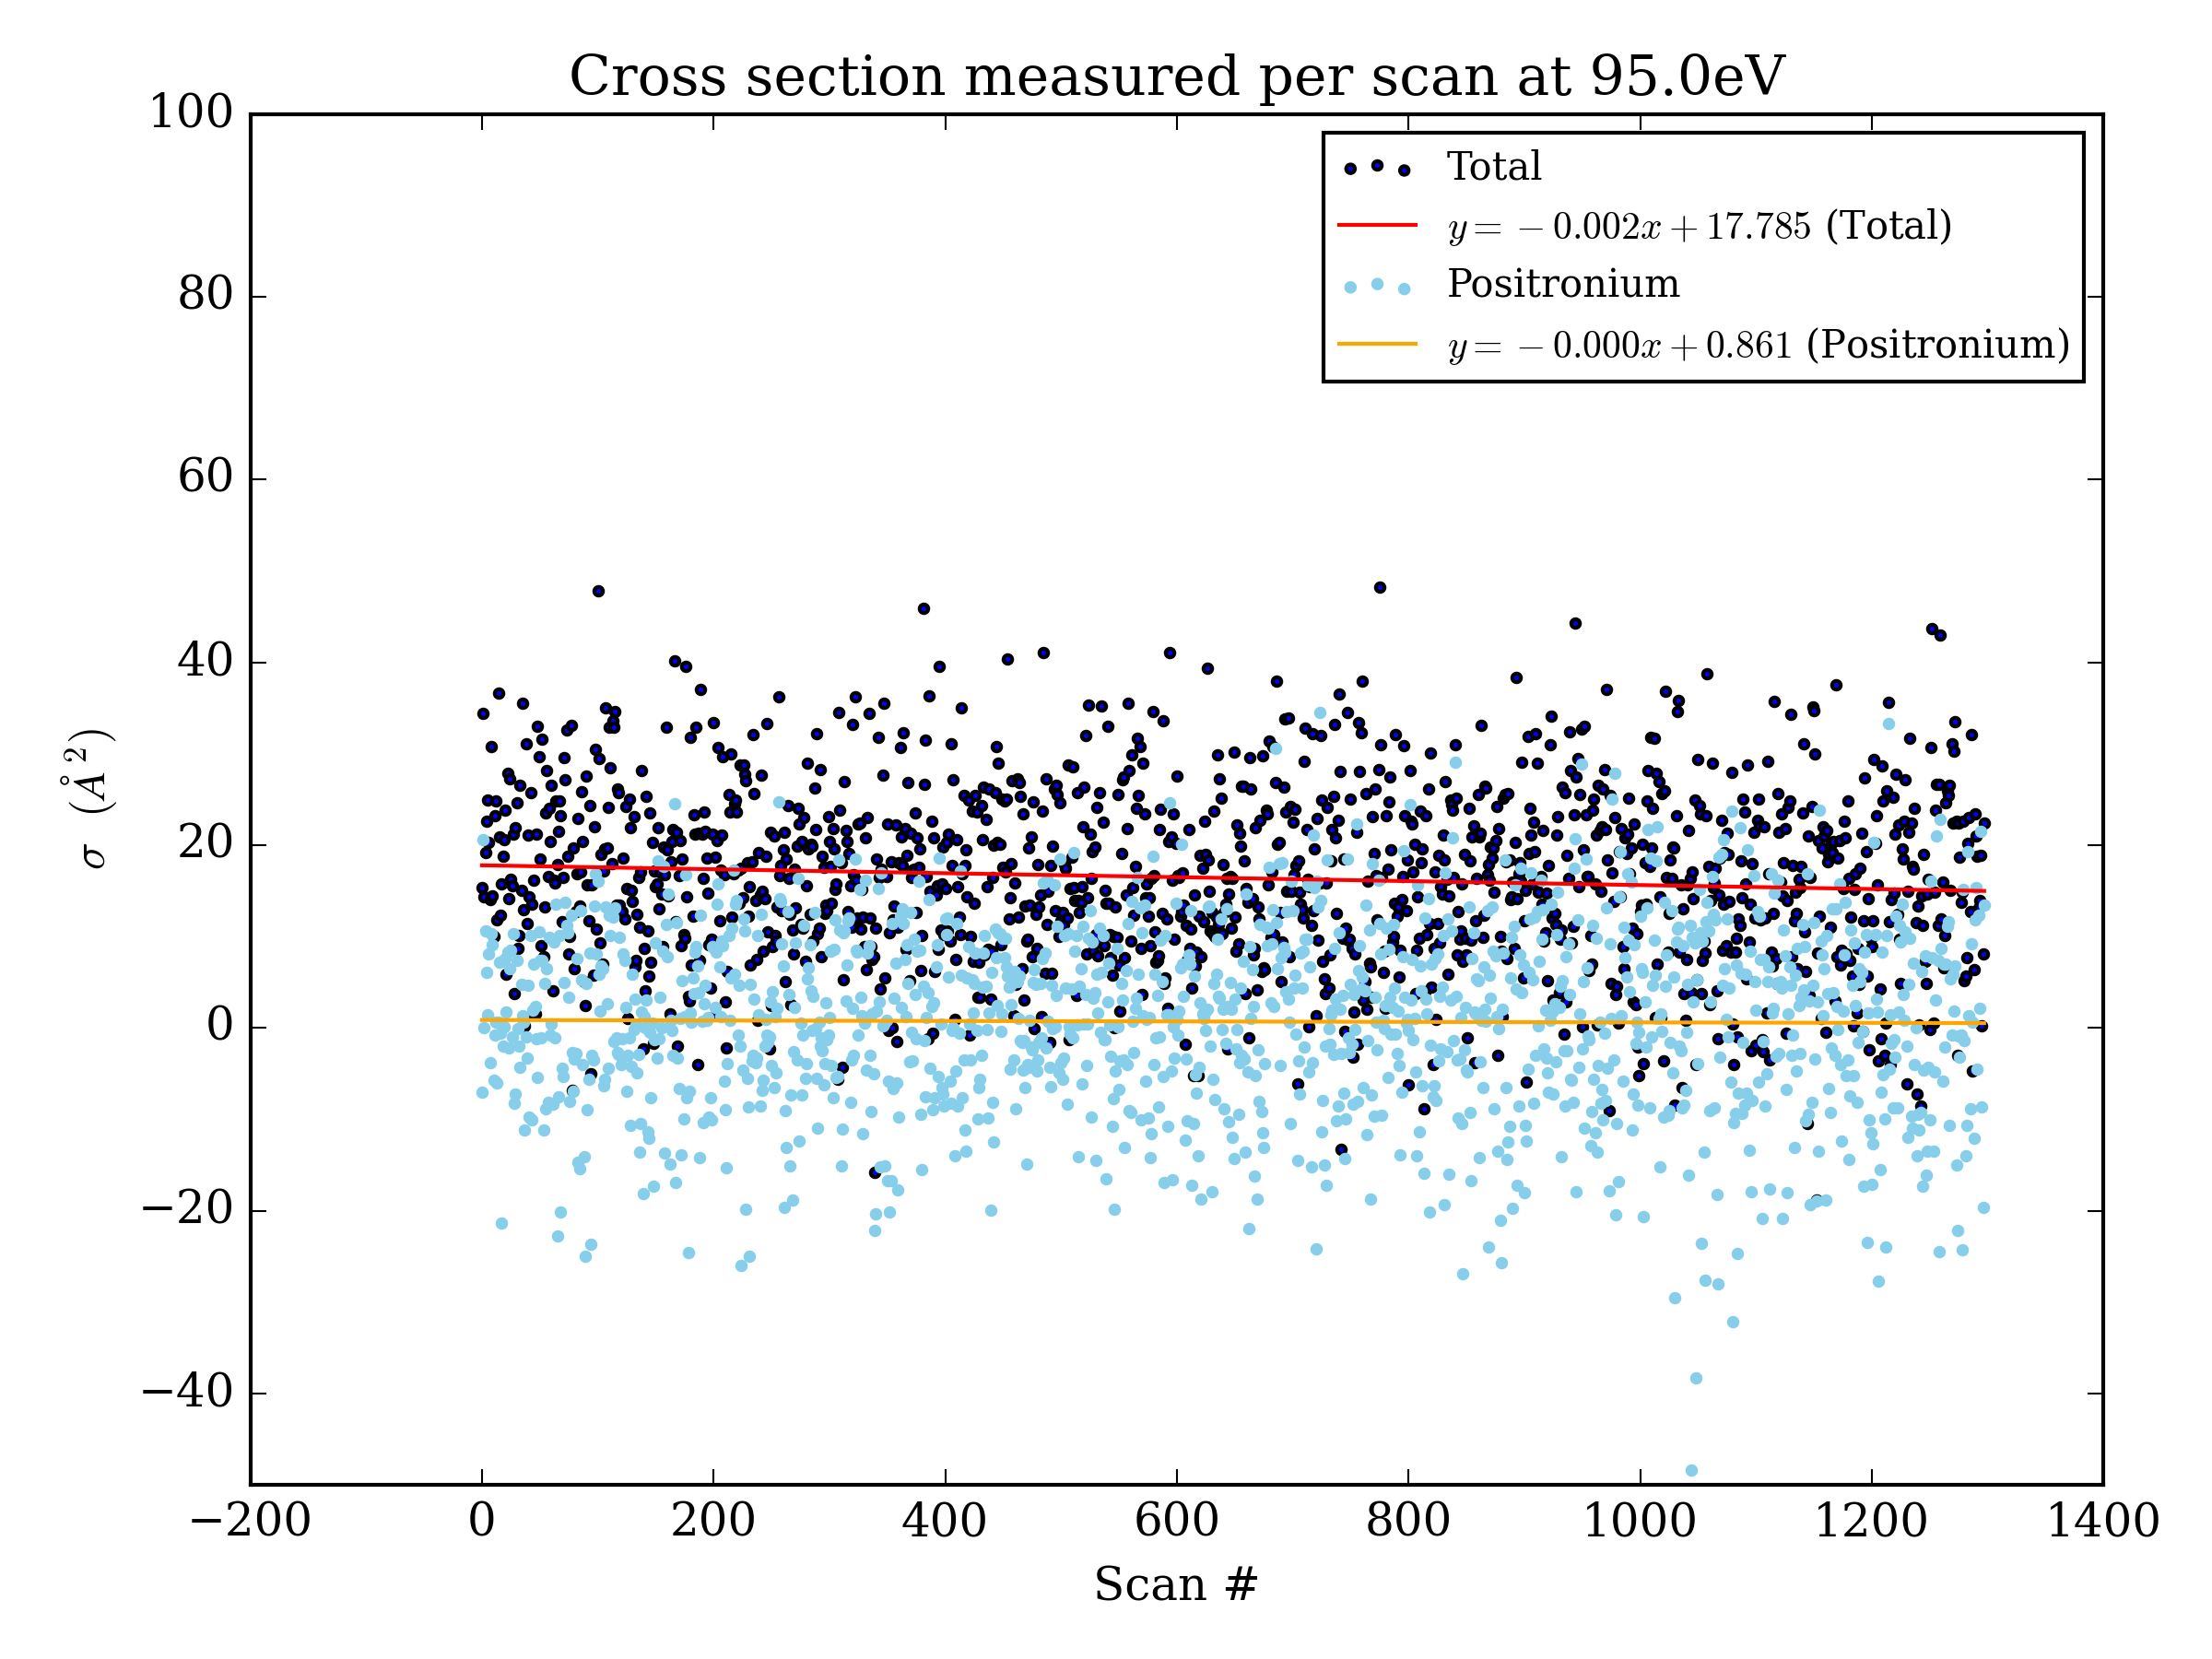 Cross section measured per scan at 95.0eV
100
80
60
40
20
0
−20
−40
σ (Å²)
Total
y = −0.002x + 17.785 (Total)
Positronium
y = −0.000x + 0.861 (Positronium)
−200 0 200 400 600 800 1000 1200 1400
Scan #